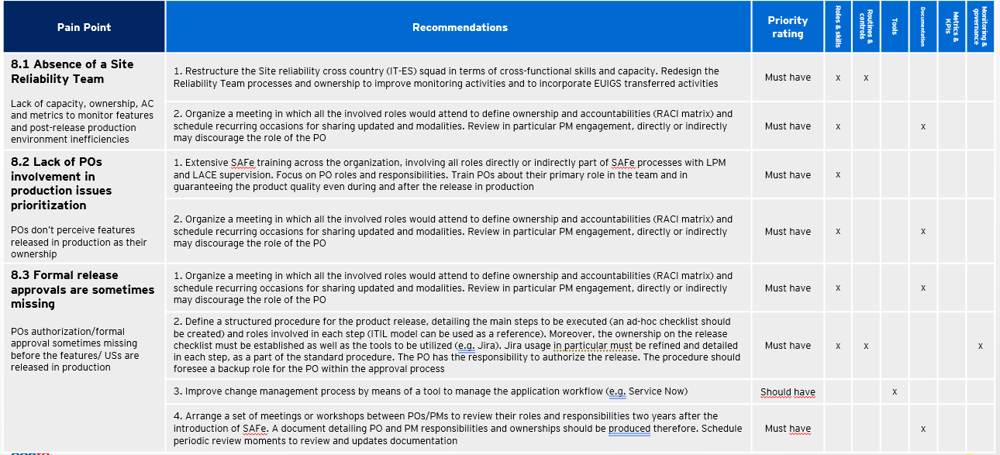 Pain Point
Recommendations
Priority
rating
Roles & skills
Routines &
controls
Tools
Documentation
Metrics &
KPIs
Monitoring &
governance
8.1 Absence of a Site
Reliability Team
Lack of capacity, ownership, AC
and metrics to monitor features
and post-release production
environment inefficiencies
1. Restructure the Site reliability cross country (IT-ES) squad in terms of cross-functional skills and capacity. Redesign the
Reliability Team processes and ownership to improve monitoring activities and to incorporate EUIGS transferred activities
Must have
x
x
2. Organize a meeting in which all the involved roles would attend to define ownership and accountabilities (RACI matrix) and
schedule recurring occasions for sharing updated and modalities. Review in particular PM engagement, directly or indirectly
may discourage the role of the PO
Must have
x
x
8.2 Lack of POs
involvement in
production issues
prioritization
POs don't perceive features
released in production as their
ownership
1. Extensive SAFe training across the organization, involving all roles directly or indirectly part of SAFe processes with LPM
and LACE supervision. Focus on PO roles and responsibilities. Train POs about their primary role in the team and in
guaranteeing the product quality even during and after the release in production
Must have
x
2. Organize a meeting in which all the involved roles would attend to define ownership and accountabilities (RACI matrix) and
schedule recurring occasions for sharing updated and modalities. Review in particular PM engagement, directly or indirectly
may discourage the role of the PO
Must have
x
x
8.3 Formal release
approvals are sometimes
missing
POs authorization/formal
approval sometimes missing
before the features/ USs are
released in production
1. Organize a meeting in which all the involved roles would attend to define ownership and accountabilities (RACI matrix) and
schedule recurring occasions for sharing updated and modalities. Review in particular PM engagement, directly or indirectly
may discourage the role of the PO
Must have
x
x
2. Define a structured procedure for the product release, detailing the main steps to be executed (an ad-hoc checklist should
be created) and roles involved in each step (ITIL model can be used as a reference). Moreover, the ownership on the release
checklist must be established as well as the tools to be utilized (e.g. Jira). Jira usage in particular must be refined and detailed
in each step, as a part of the standard procedure. The PO has the responsibility to authorize the release. The procedure should
foresee a backup role for the PO within the approval process
Must have
x
x
x
3. Improve change management process by means of a tool to manage the application workflow (e.g. Service Now)
Should have
x
4. Arrange a set of meetings or workshops between POs/PMs to review their roles and responsibilities two years after the
introduction of SAFe. A document detailing PO and PM responsibilities and ownerships should be produced therefore. Schedule
periodic review moments to review and updates documentation
Must have
x